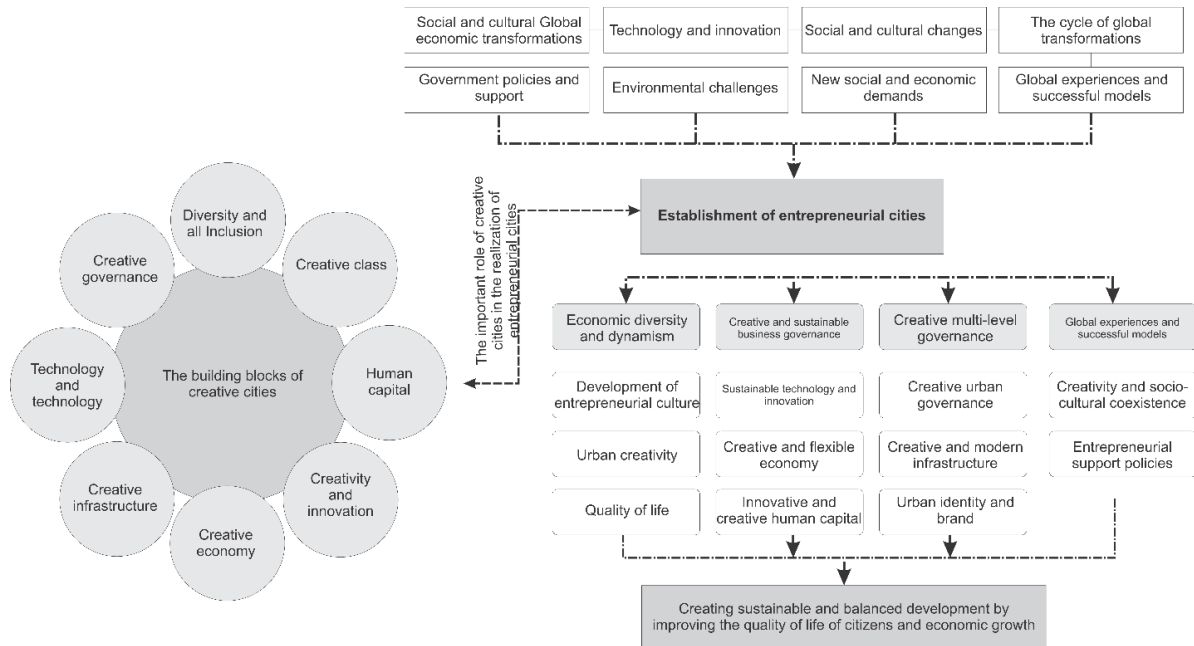 Social and cultural Global
economic transformations
Technology and innovation
Social and cultural changes
The cycle of global
transformations
Government policies and
support
Environmental challenges
New social and economic
demands
Global experiences and
successful models
Establishment of entrepreneurial cities
The important role of creative
cities in the realization of
entrepreneurial cities
Diversity and
all Inclusion
Creative
governance
Creative class
Technology
and
technology
The building blocks of
creative cities
Human
capital
Creative
infrastructure
Creativity
and
innovation
Creative
economy
Economic diversity
and dynamism
Creative and sustainable
business governance
Creative multi-level
governance
Global experiences and
successful models
Development of
entrepreneurial culture
Sustainable technology and
innovation
Creative urban
governance
Creativity and socio-
cultural coexistence
Urban creativity
Creative and flexible
economy
Creative and modern
infrastructure
Entrepreneurial
support policies
Quality of life
Innovative and
creative human capital
Urban identity and
brand
Creating sustainable and balanced development by
improving the quality of life of citizens and economic growth